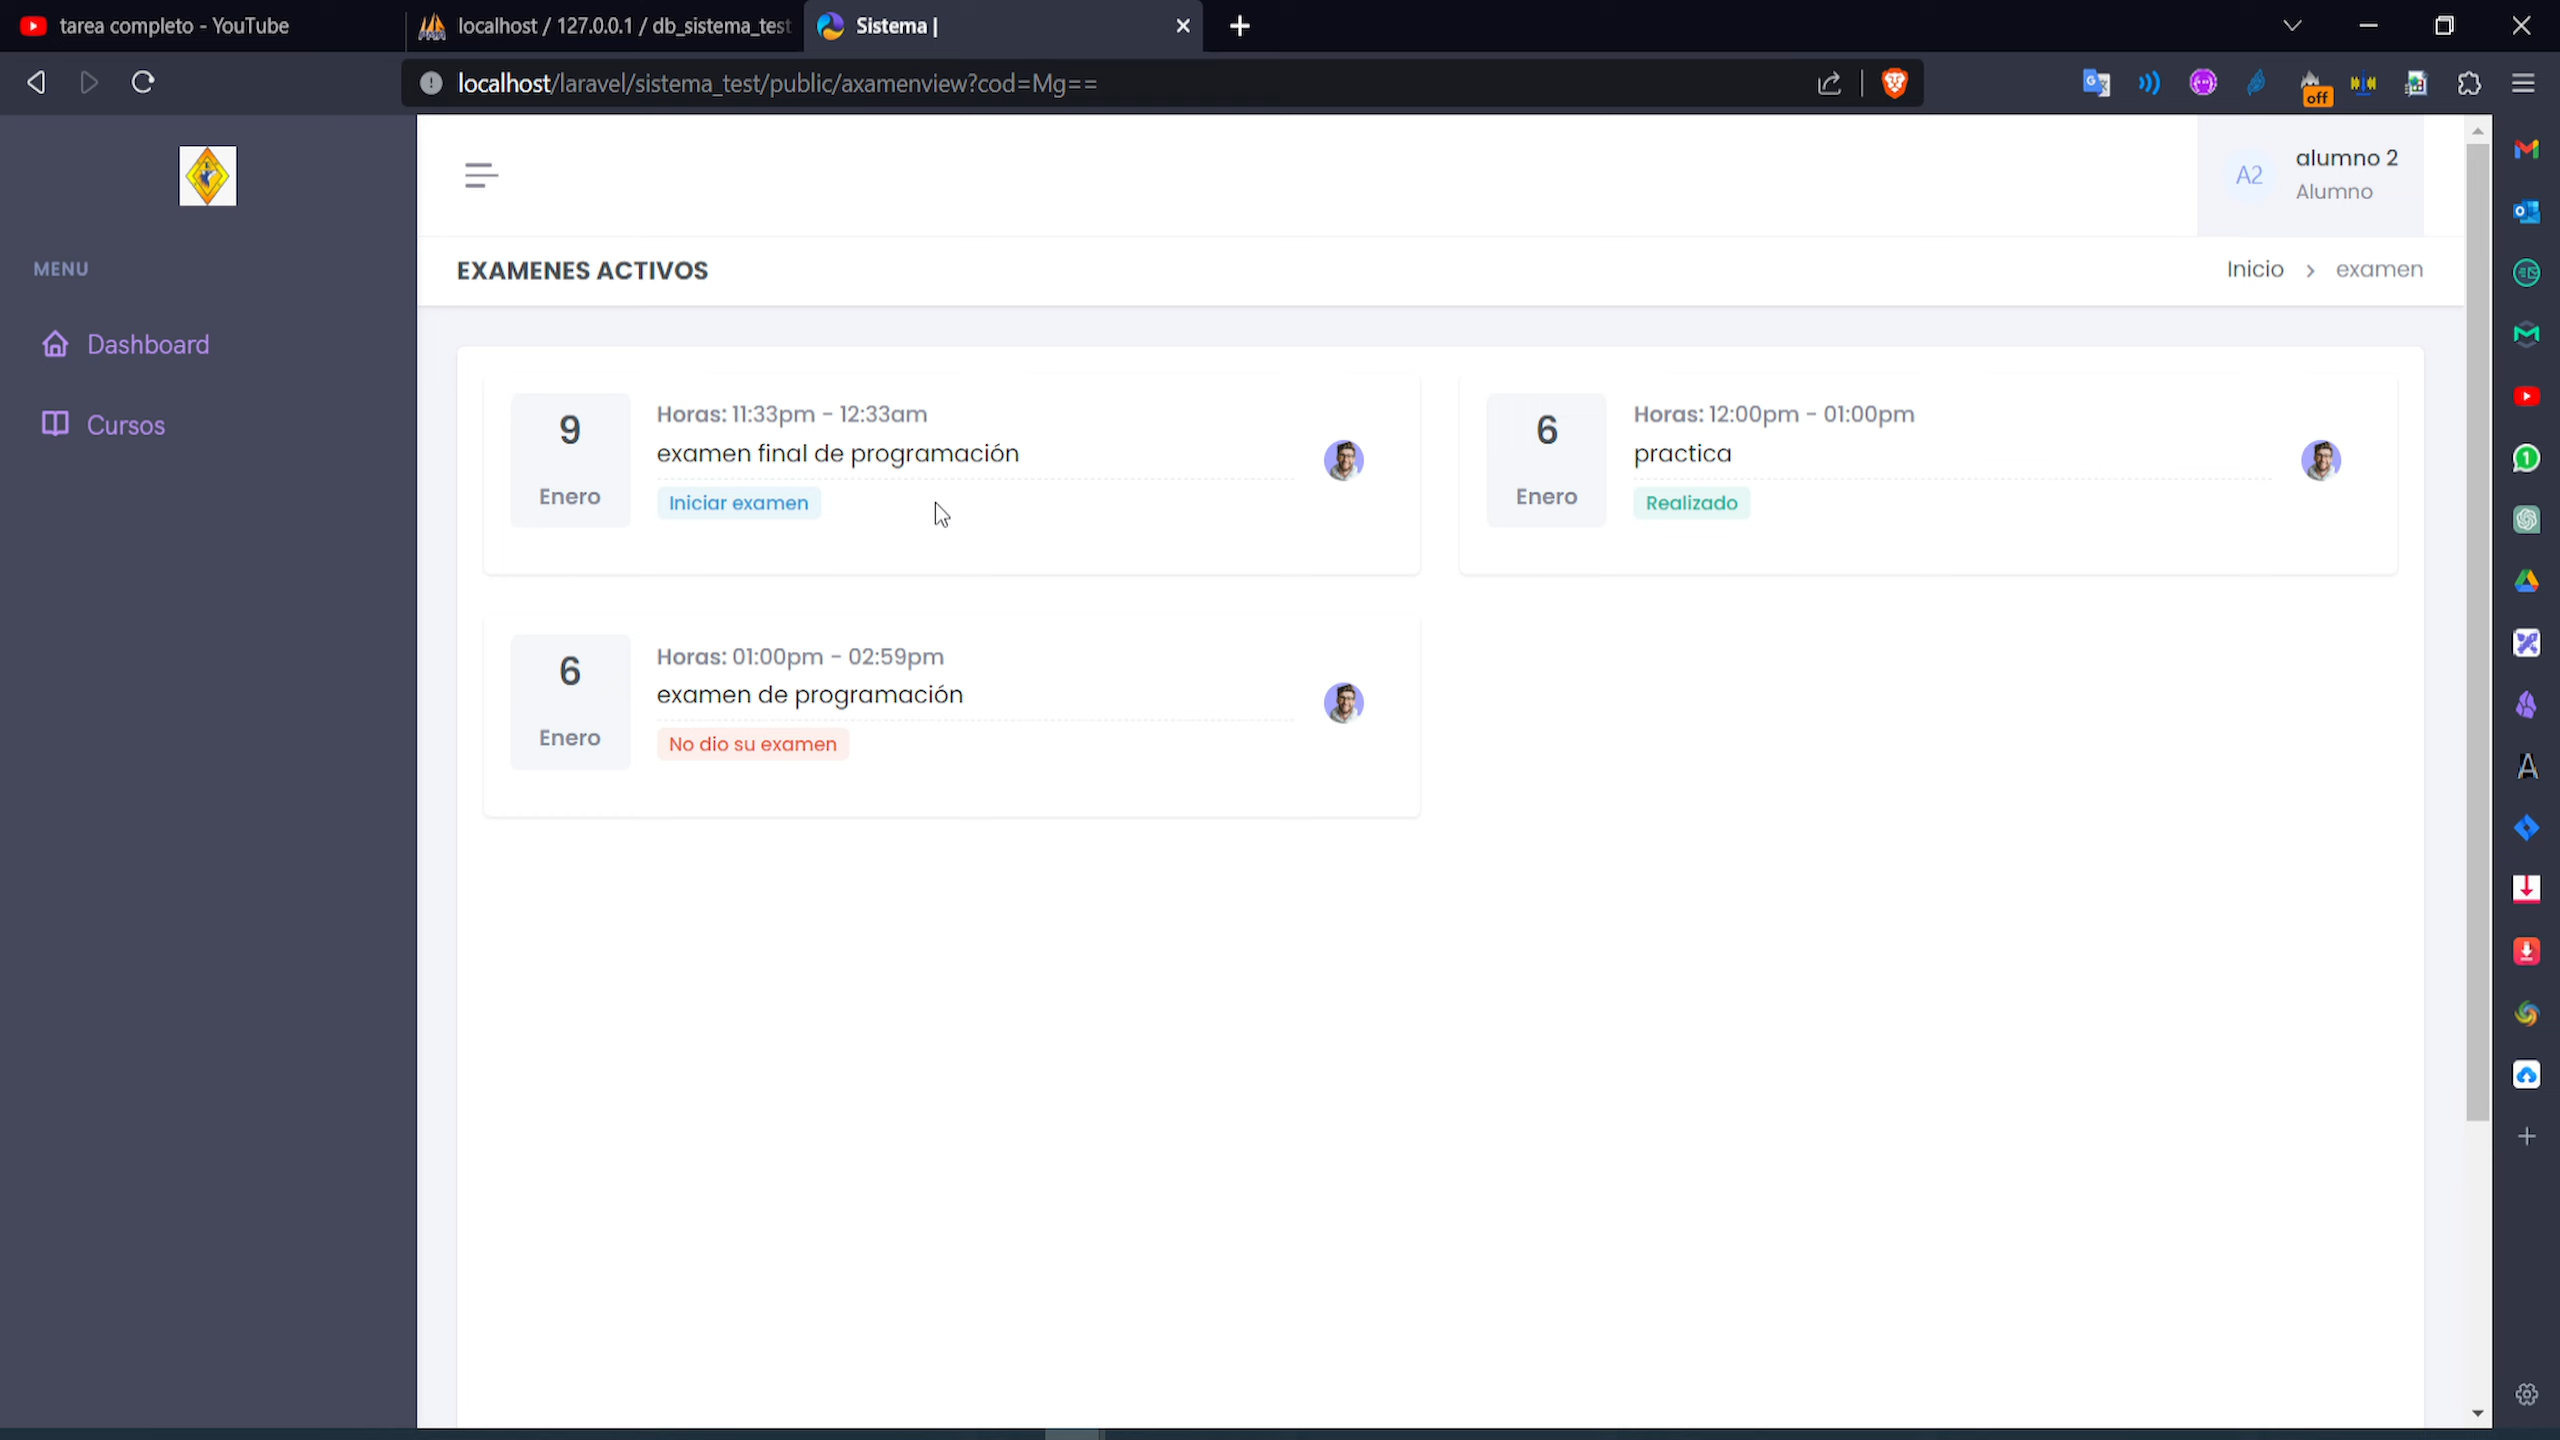 tarea completo - YouTube
localhost / 127.0.0.1 / db_sistema_test
Sistema |
localhost/laravel/sistema_test/public/axamenview?cod=Mg==
off
A2
alumno 2
Alumno
MENU
EXAMENES ACTIVOS
Inicio > examen
Dashboard
Cursos
9
Enero
Horas: 11:33pm - 12:33am
examen final de programación
Iniciar examen
6
Enero
Horas: 12:00pm - 01:00pm
practica
Realizado
6
Enero
Horas: 01:00pm - 02:59pm
examen de programación
No dio su examen
1